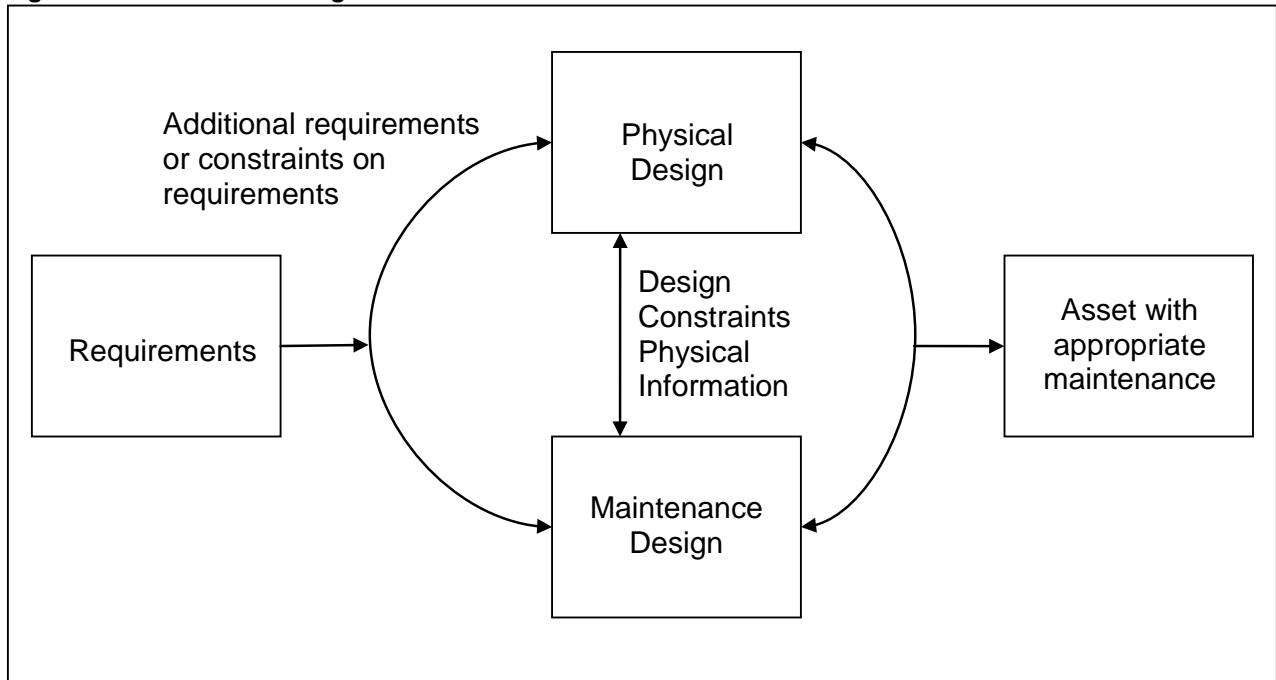 Additional requirements
or constraints on
requirements
Physical
Design
Requirements
Design
Constraints
Physical
Information
Asset with
appropriate
maintenance
Maintenance
Design